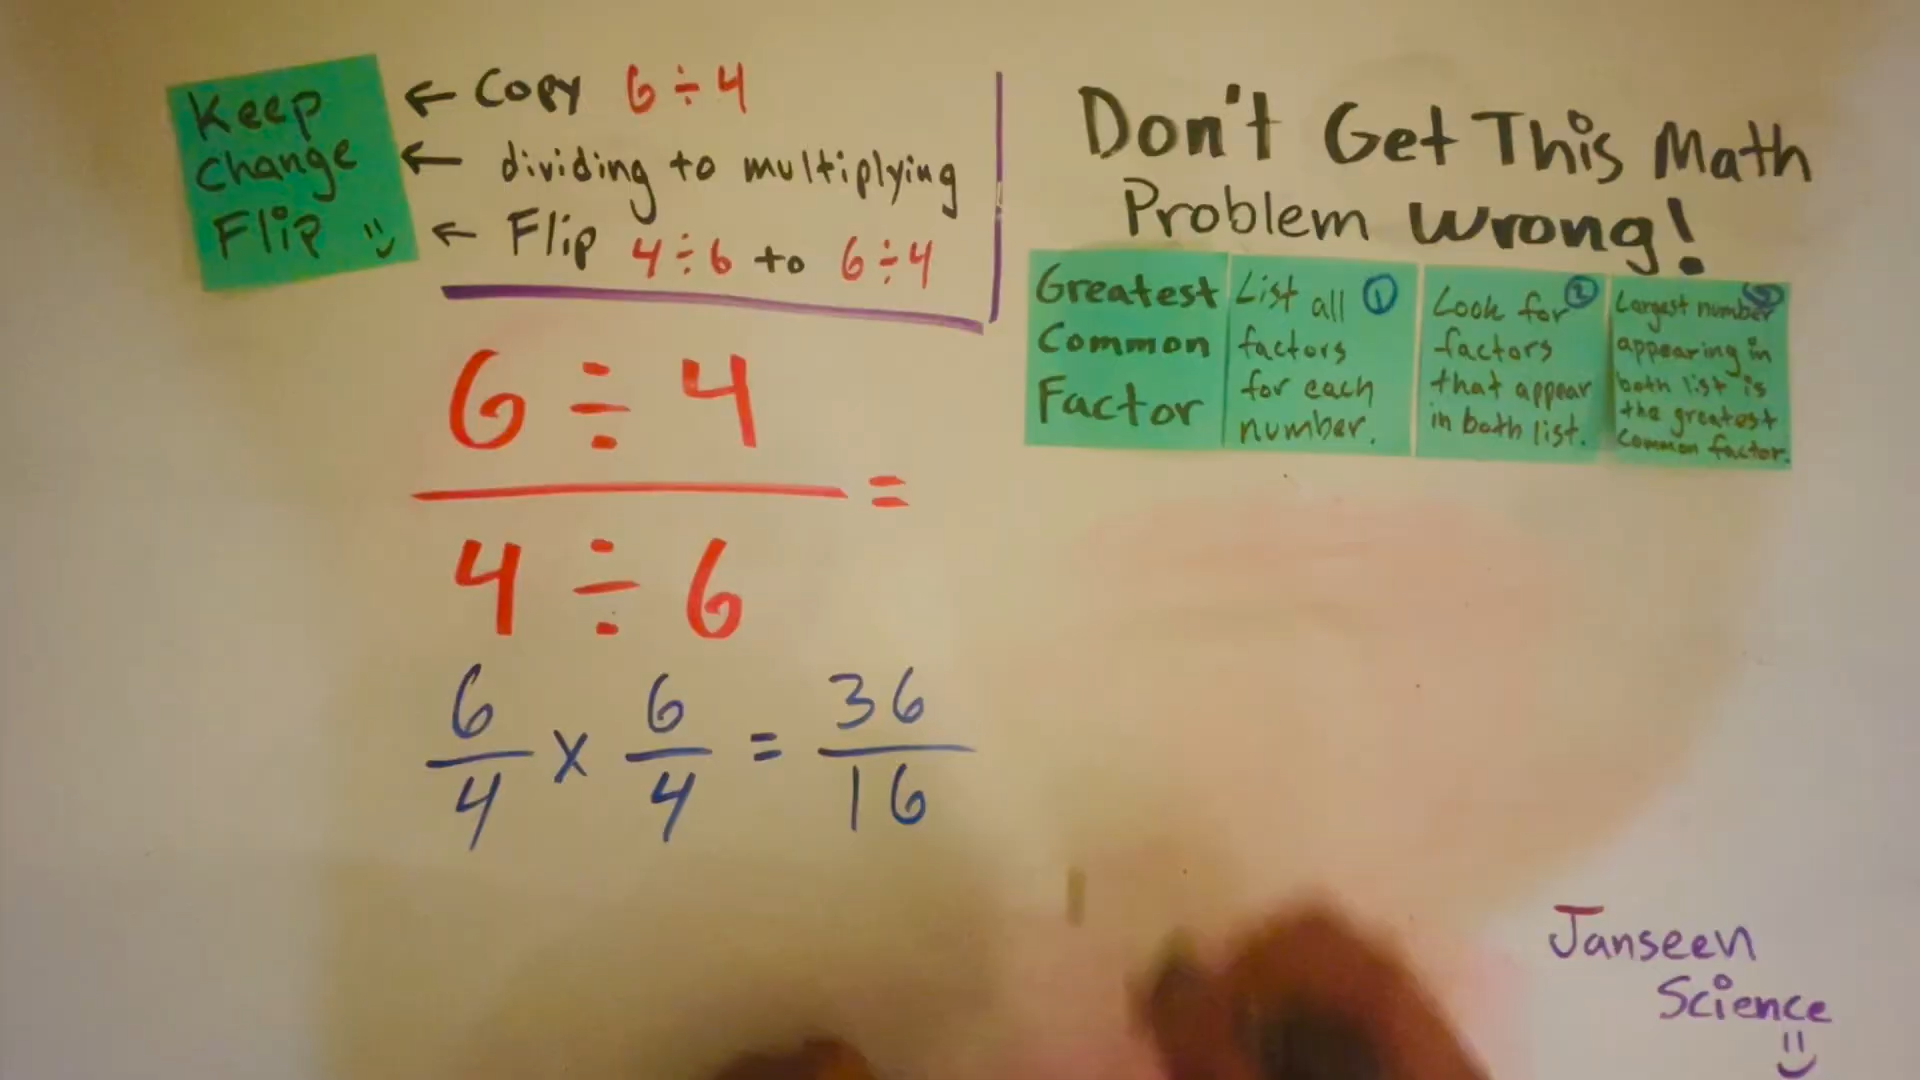 Keep
Change
Flip
← Copy 6 ÷ 4
← dividing to multiplying
← Flip 4 ÷ 6 to 6 ÷ 4
Don't Get This Math
Problem Wrong!
Greatest
Common
Factor
List all ①
factors
for each
number.
Look for ②
factors
that appear
in both list.
Largest number ③
appearing in
both list is
the greatest
common factor.
6 ÷ 4
=
4 ÷ 6
6/4 x 6/4 = 36/16
Janseen
Science